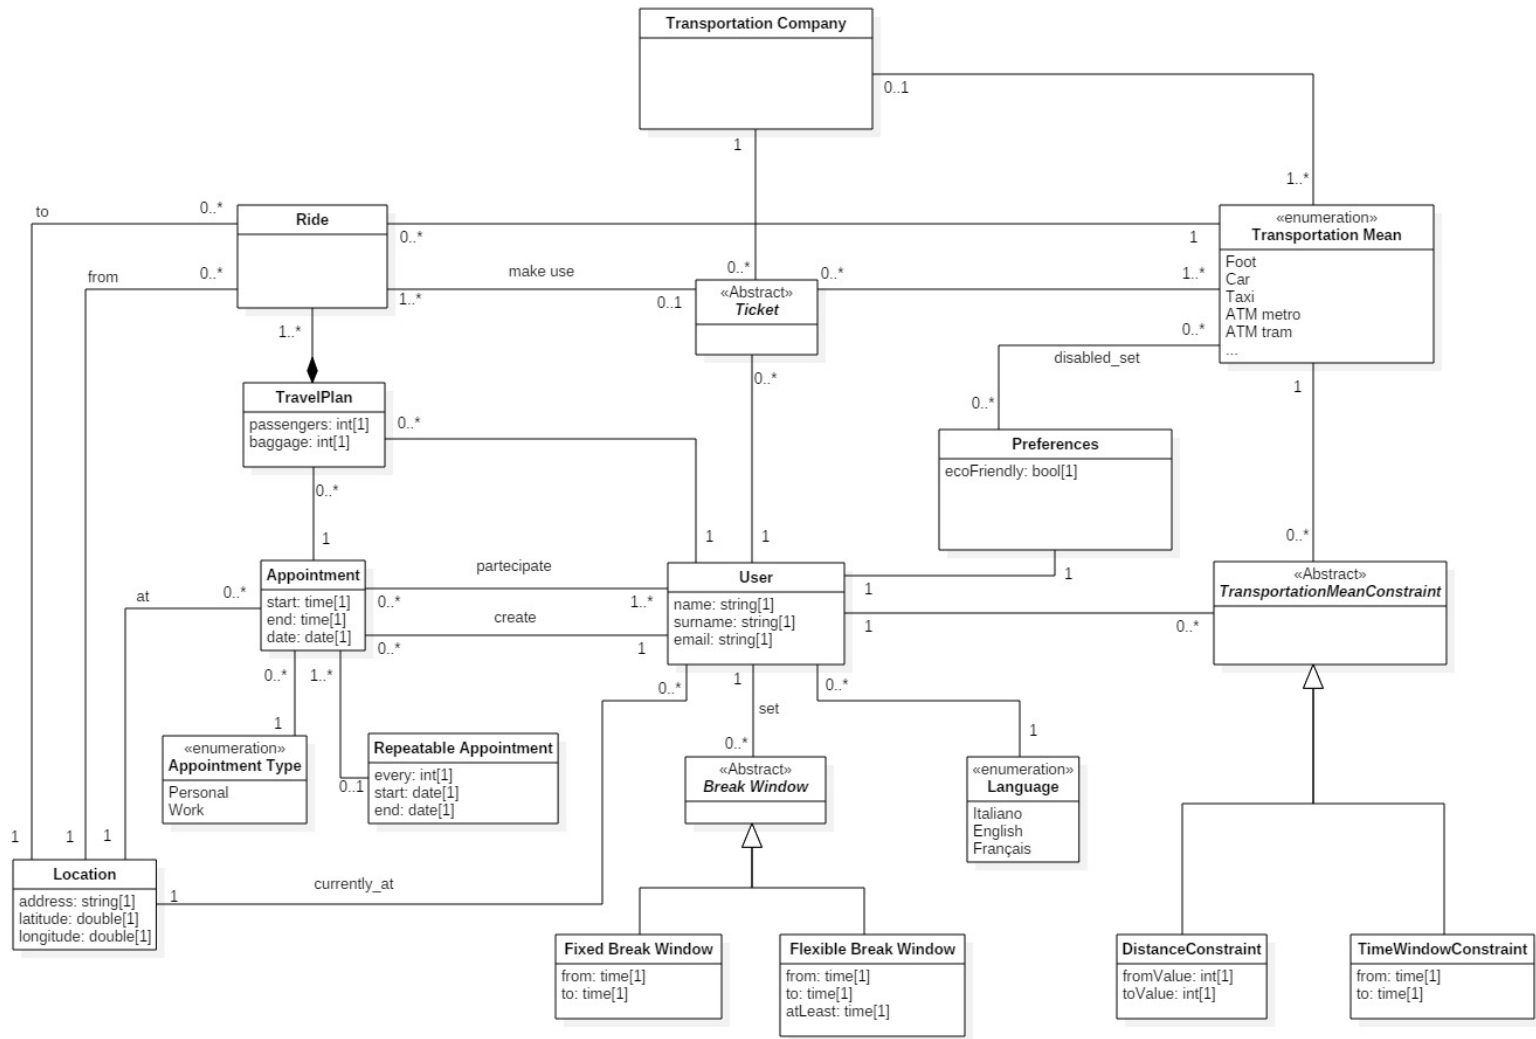 Transportation Company
0..1
1
1..*
to
0..*
Ride
0..*
1
«enumeration»
Transportation Mean
Foot
Car
Taxi
ATM metro
ATM tram
...
from
0..*
1..*
make use
0..1
0..*
0..*
1..*
«Abstract»
Ticket
0..*
disabled_set
0..*
1..*
0..*
1
TravelPlan
passengers: int[1]
baggage: int[1]
0..*
Preferences
ecoFriendly: bool[1]
0..*
1
1
1
1
0..*
Appointment
start: time[1]
end: time[1]
date: date[1]
partecipate
0..*
1..*
create
0..*
1
User
name: string[1]
surname: string[1]
email: string[1]
1
1
0..*
«Abstract»
TransportationMeanConstraint
at
0..*
0..*
1..*
1
0..*
1
set
0..*
0..*
1
«enumeration»
Appointment Type
Personal
Work
Repeatable Appointment
every: int[1]
start: date[1]
end: date[1]
0..1
«Abstract»
Break Window
«enumeration»
Language
Italiano
English
Français
1
1
1
Location
address: string[1]
latitude: double[1]
longitude: double[1]
1
currently_at
Fixed Break Window
from: time[1]
to: time[1]
Flexible Break Window
from: time[1]
to: time[1]
atLeast: time[1]
DistanceConstraint
fromValue: int[1]
toValue: int[1]
TimeWindowConstraint
from: time[1]
to: time[1]